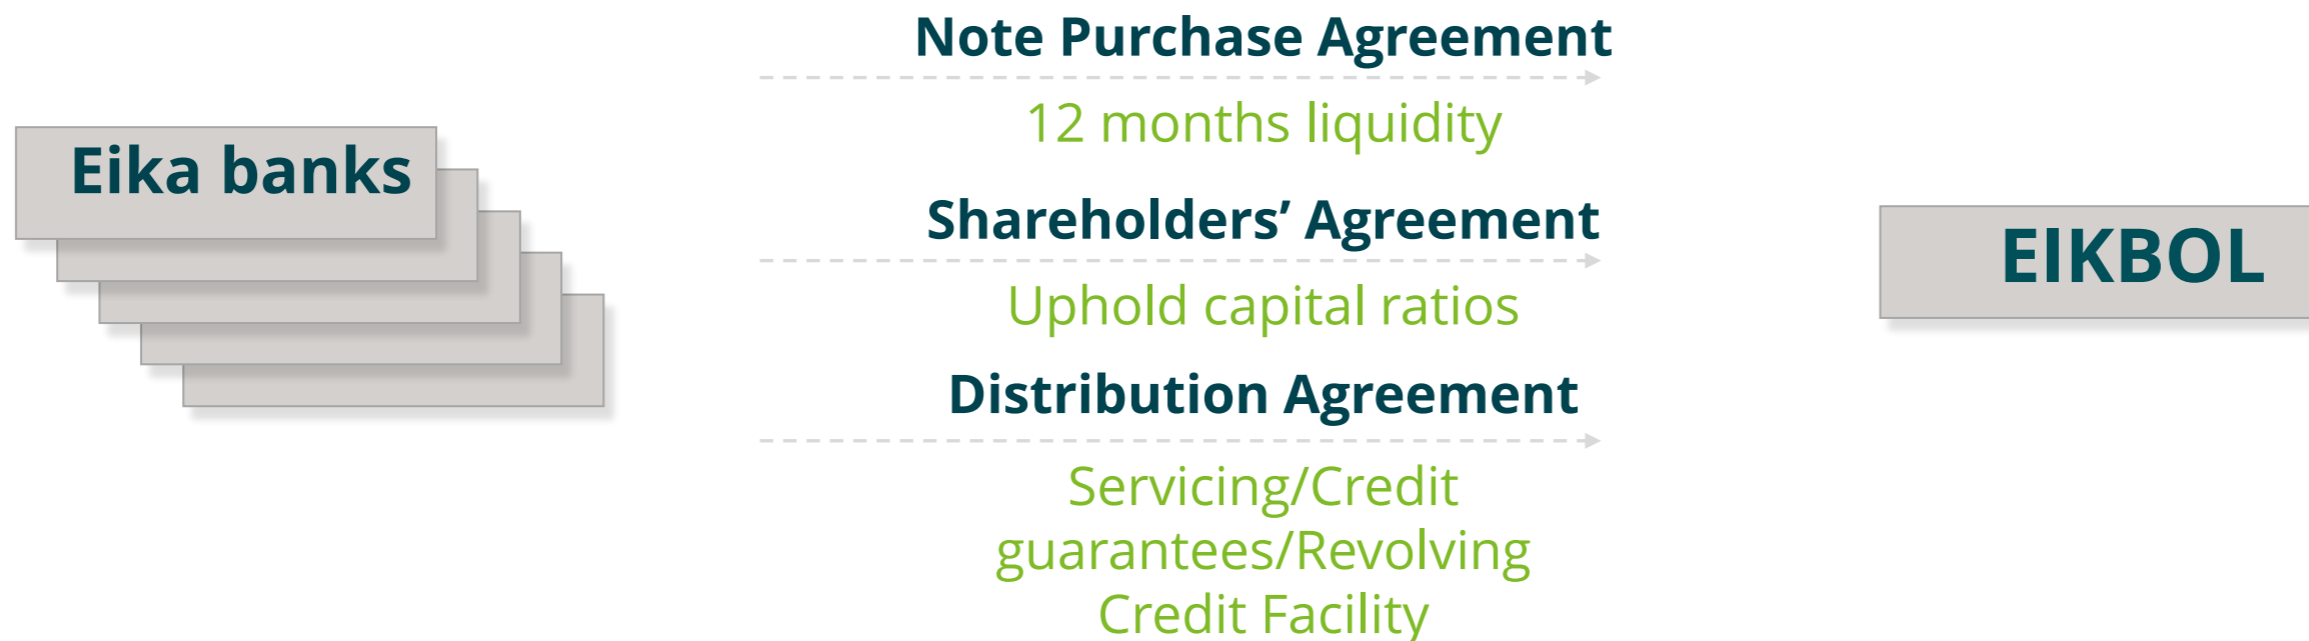 Note Purchase Agreement
12 months liquidity
Eika banks
Shareholders’ Agreement
EIKBOL
Uphold capital ratios
Distribution Agreement
Servicing/Credit
guarantees/Revolving
Credit Facility